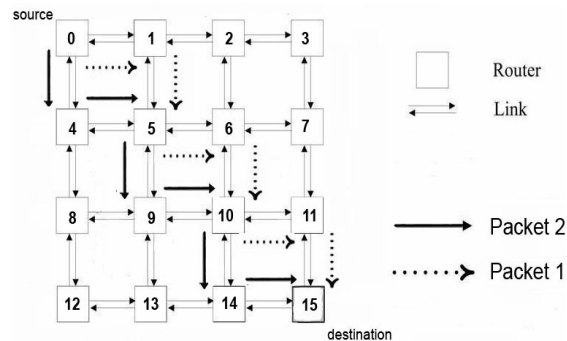 source
0 1 2 3
Router
Link
4 5 6 7
8 9 10 11
Packet 2
Packet 1
12 13 14 15
destination